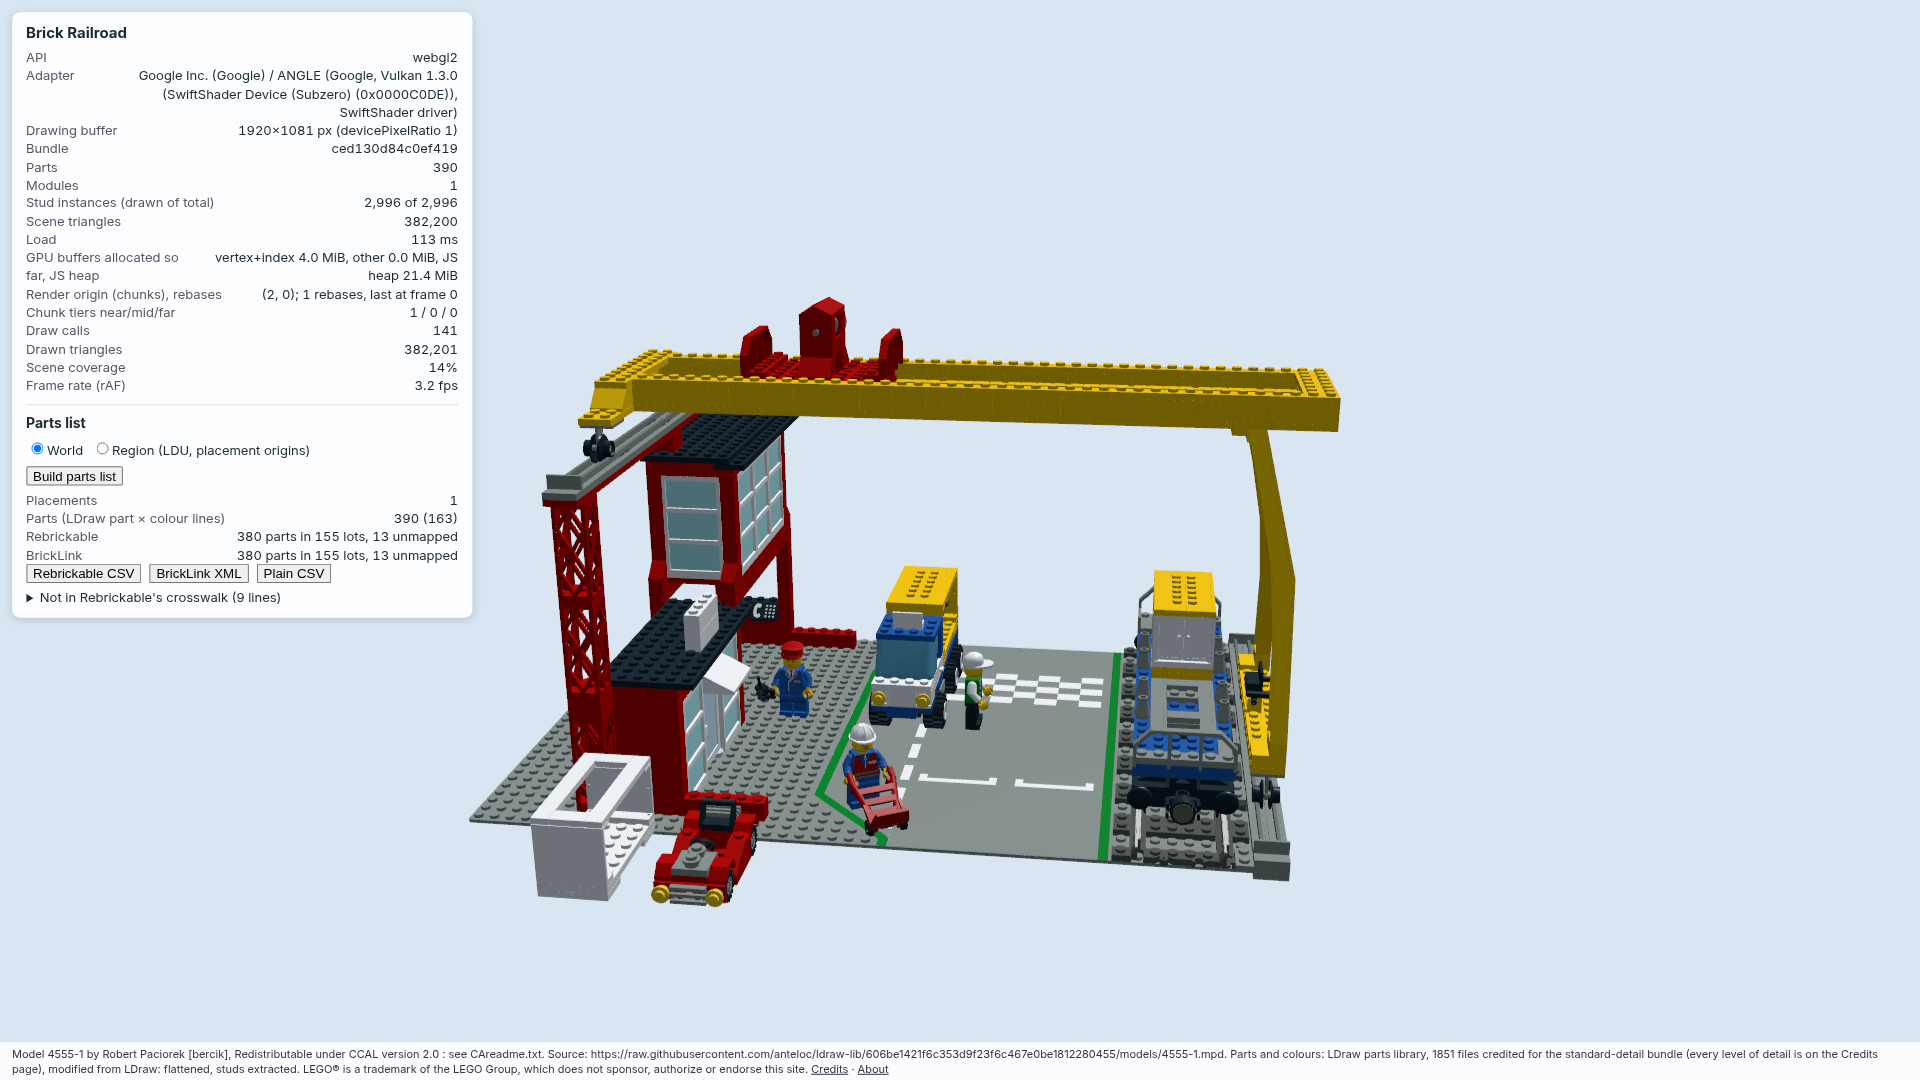 Brick Railroad
API webgl2
Adapter Google Inc. (Google) / ANGLE (Google, Vulkan 1.3.0
(SwiftShader Device (Subzero) (0x0000C0DE)),
SwiftShader driver)
Drawing buffer 1920×1081 px (devicePixelRatio 1)
Bundle ced130d84c0ef419
Parts 390
Modules 1
Stud instances (drawn of total) 2,996 of 2,996
Scene triangles 382,200
Load 113 ms
GPU buffers allocated so vertex+index 4.0 MiB, other 0.0 MiB, JS
far, JS heap heap 21.4 MiB
Render origin (chunks), rebases (2, 0); 1 rebases, last at frame 0
Chunk tiers near/mid/far 1 / 0 / 0
Draw calls 141
Drawn triangles 382,201
Scene coverage 14%
Frame rate (rAF) 3.2 fps
Parts list
World Region (LDU, placement origins)
Build parts list
Placements 1
Parts (LDraw part × colour lines) 390 (163)
Rebrickable 380 parts in 155 lots, 13 unmapped
BrickLink 380 parts in 155 lots, 13 unmapped
Rebrickable CSV BrickLink XML Plain CSV
Not in Rebrickable's crosswalk (9 lines)
Model 4555-1 by Robert Paciorek [bercik], Redistributable under CCAL version 2.0 : see CAreadme.txt. Source: https://raw.githubusercontent.com/anteloc/ldraw-lib/606be1421f6c353d9f23f6c467e0be1812280455/models/4555-1.mpd. Parts and colours: LDraw parts library, 1851 files credited for the standard-detail bundle (every level of detail is on the Credits
page), modified from LDraw: flattened, studs extracted. LEGO® is a trademark of the LEGO Group, which does not sponsor, authorize or endorse this site. Credits · About